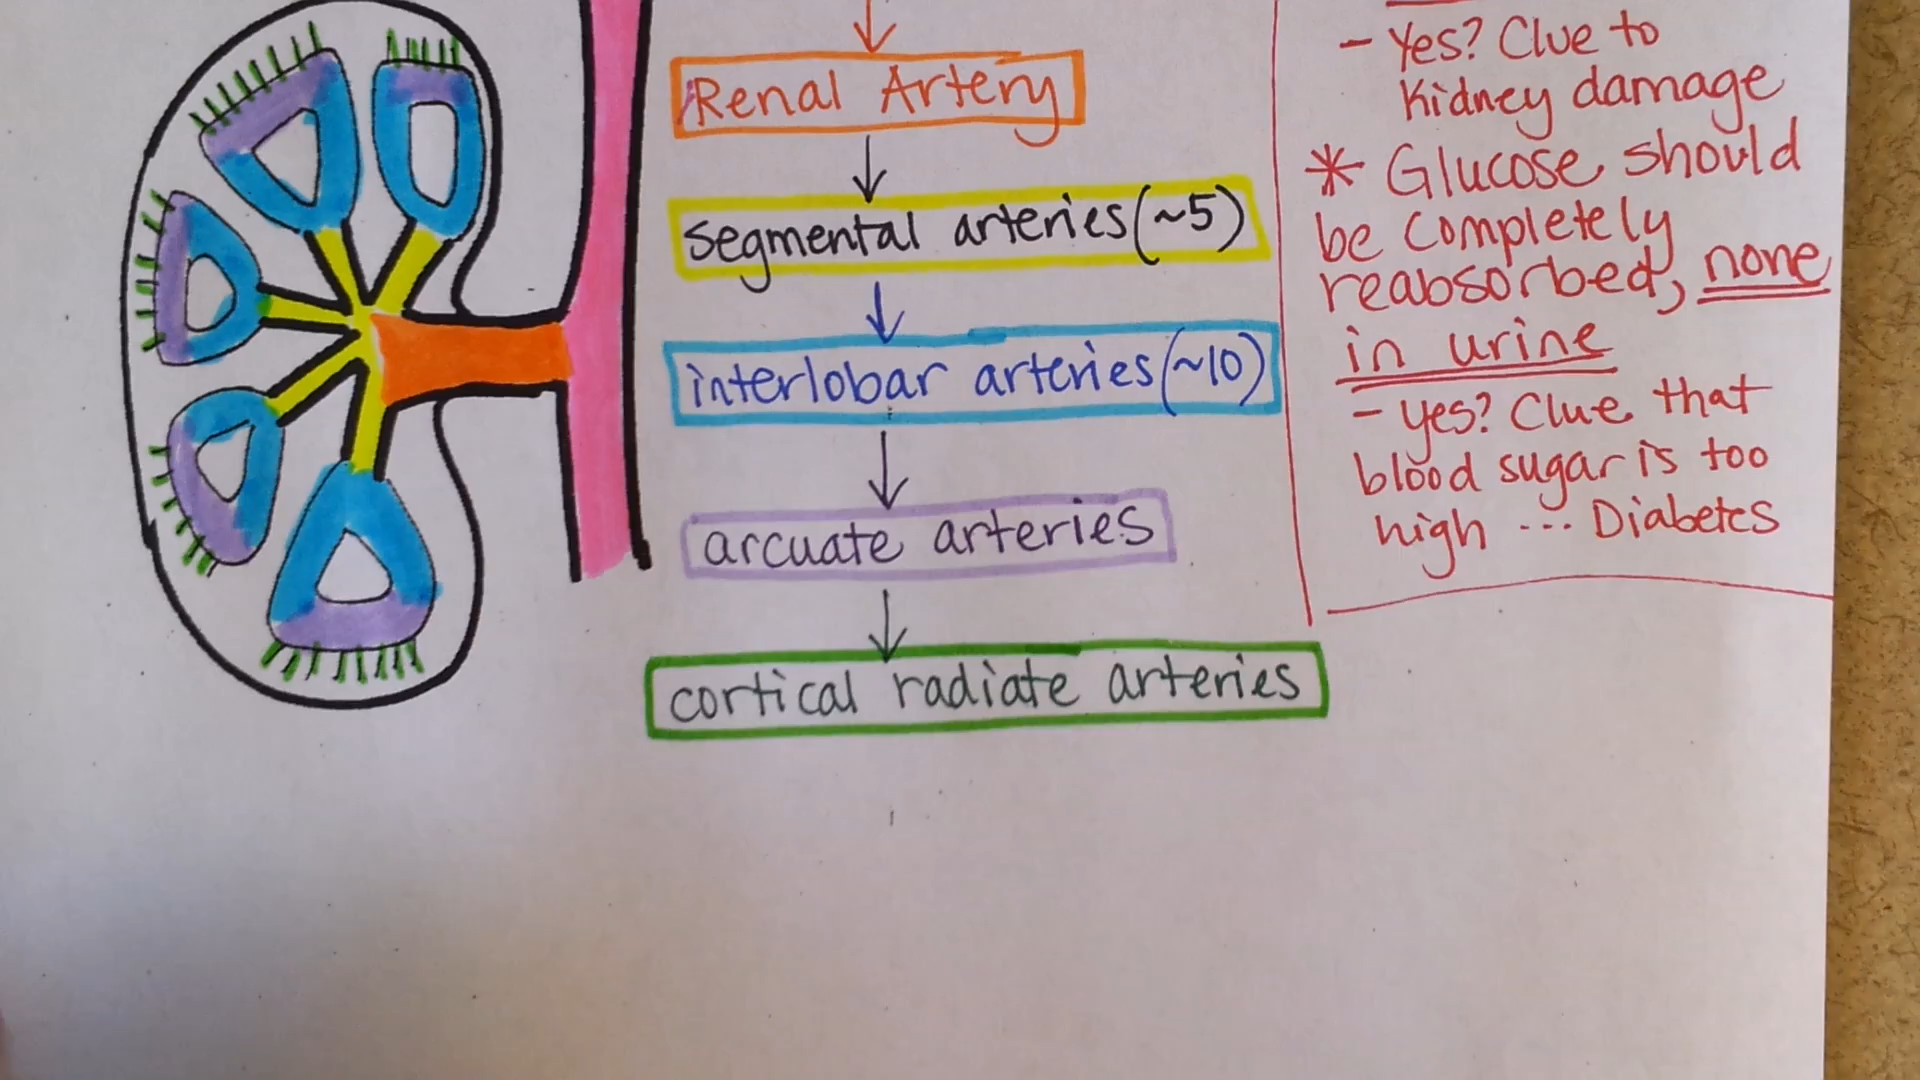 Renal Artery
segmental arteries (~5)
interlobar arteries (~10)
arcuate arteries
cortical radiate arteries
- Yes? Clue to
Kidney damage
* Glucose should
be completely
reabsorbed, none
in urine
- yes? Clue that
blood sugar is too
high ... Diabetes